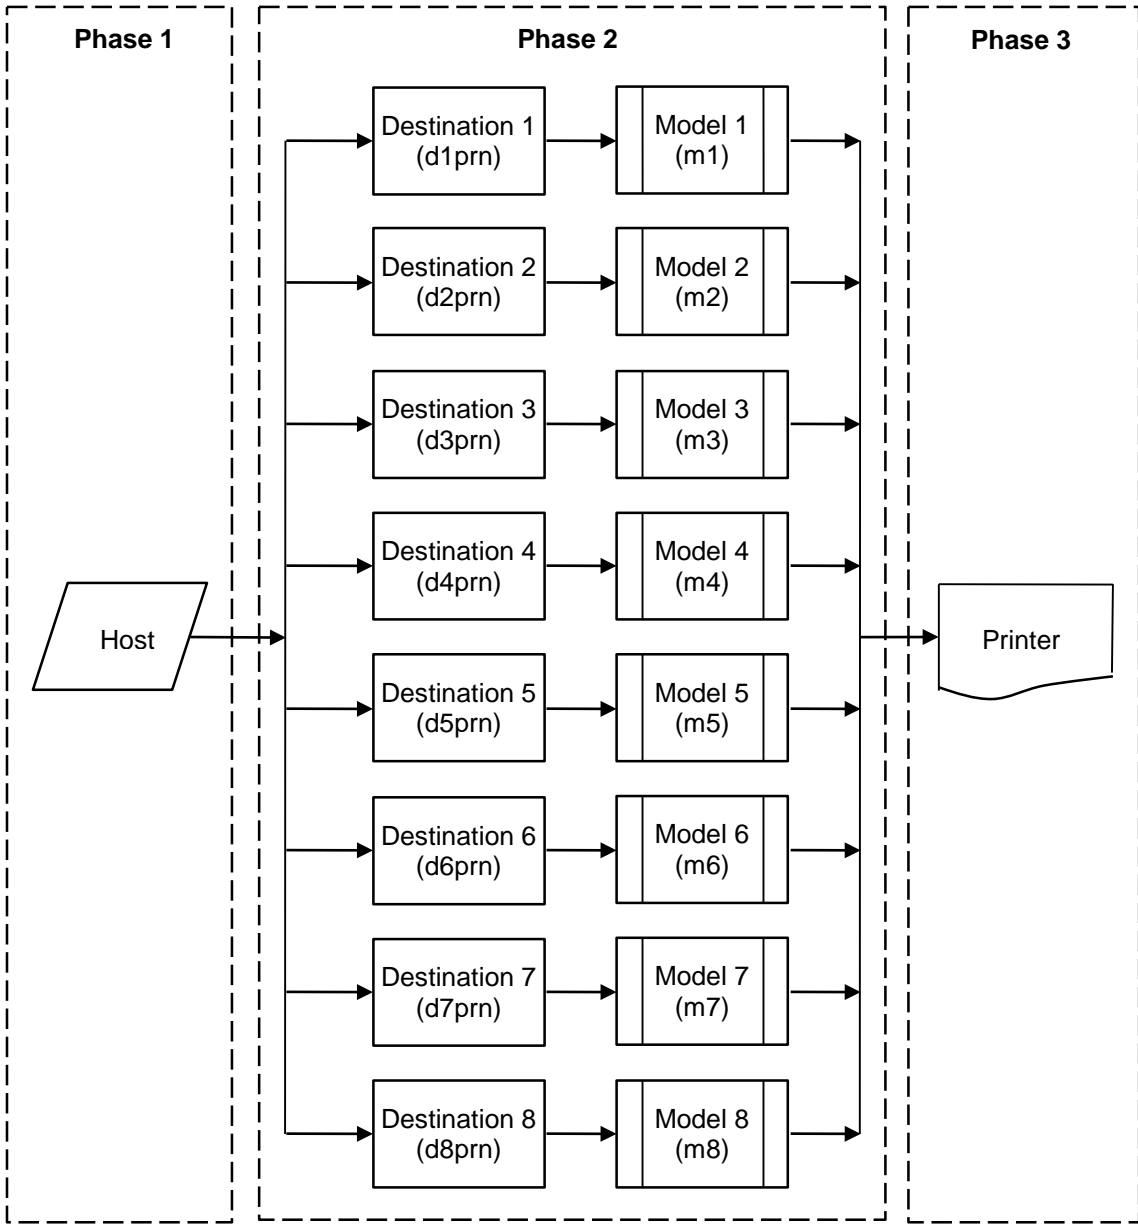 Phase 1
Phase 2
Phase 3
Destination 1
(d1prn)
Model 1
(m1)
Destination 2
(d2prn)
Model 2
(m2)
Destination 3
(d3prn)
Model 3
(m3)
Destination 4
(d4prn)
Model 4
(m4)
Host
Printer
Destination 5
(d5prn)
Model 5
(m5)
Destination 6
(d6prn)
Model 6
(m6)
Destination 7
(d7prn)
Model 7
(m7)
Destination 8
(d8prn)
Model 8
(m8)